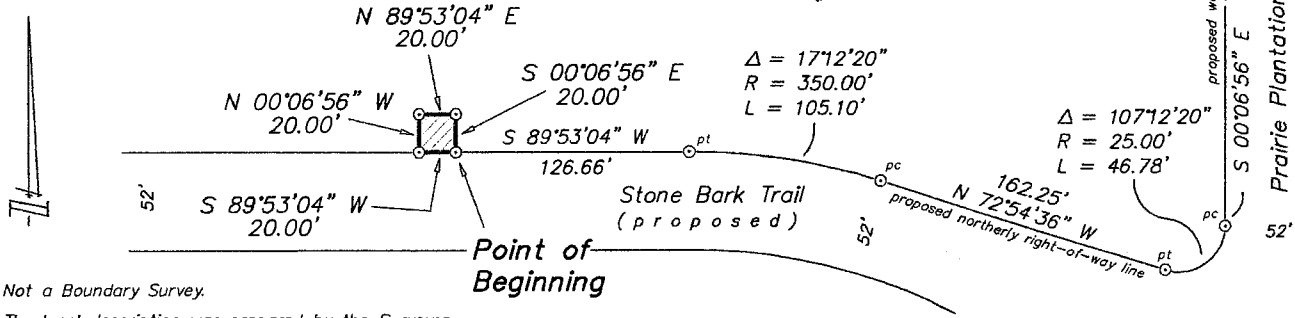 N 89°53'04" E
20.00'
S 00°06'56" E
20.00'
N 00°06'56" W
20.00'
Δ = 17°12'20"
R = 350.00'
L = 105.10'
Δ = 107°12'20"
R = 25.00'
L = 46.78'
proposed
S 00°06'56" E
Prairie Plantation
S 89°53'04" W
126.66'
pt
pc
52'
S 89°53'04" W
20.00'
Stone Bark Trail
(proposed)
52'
162.25'
N 72°54'36" W
proposed northerly right-of-way line
pt
pc
52'
Point of
Beginning
Not a Boundary Survey.